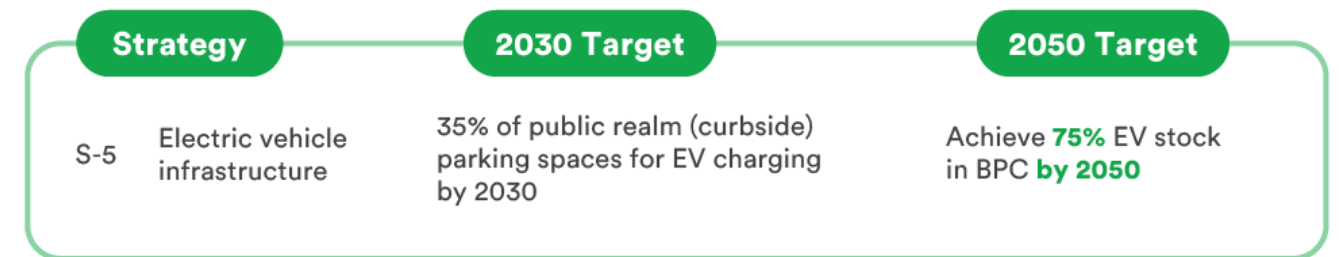 Strategy
2030 Target
2050 Target
S-5
Electric vehicle
infrastructure
35% of public realm (curbside)
parking spaces for EV charging
by 2030
Achieve 75% EV stock
in BPC by 2050